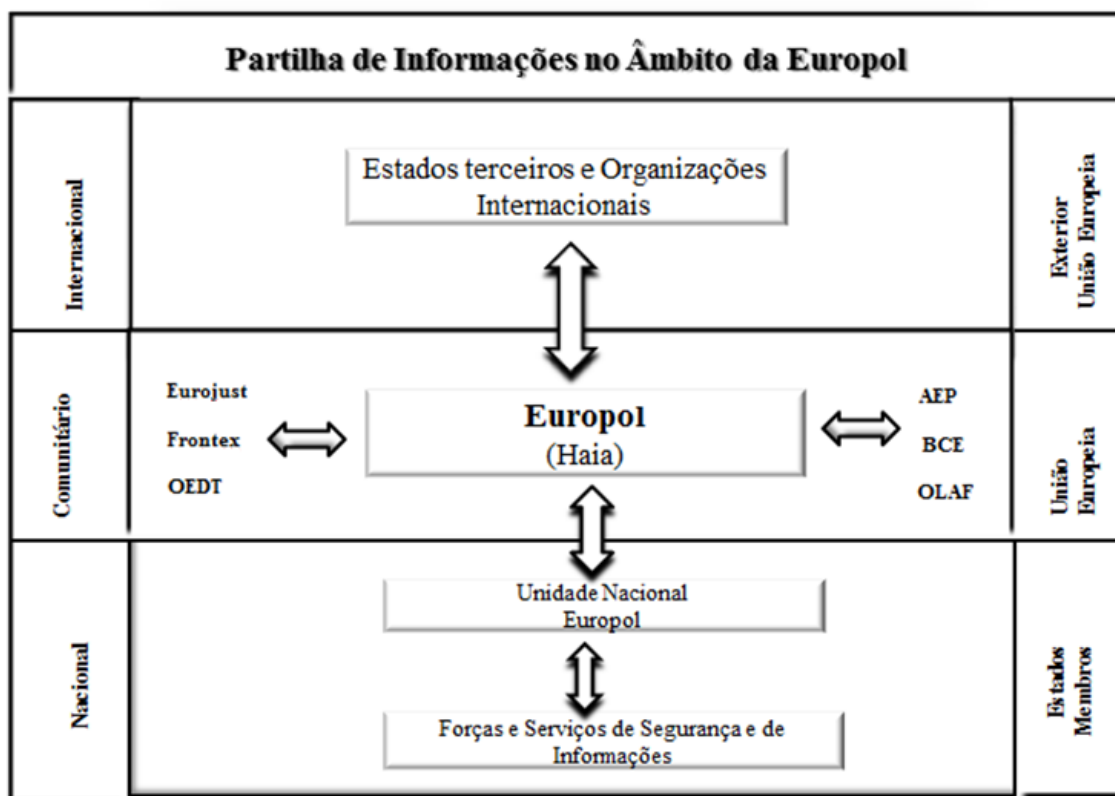 Partilha de Informações no Âmbito da Europol
Internacional
Estados terceiros e Organizações
Internacionais
Exterior
União Europeia
Comunitário
Eurojust
Frontex
OEDT
Europol
(Haia)
AEP
BCE
OLAF
União
Europeia
Nacional
Unidade Nacional
Europol
Forças e Serviços de Segurança e de
Informações
Estados
Membros